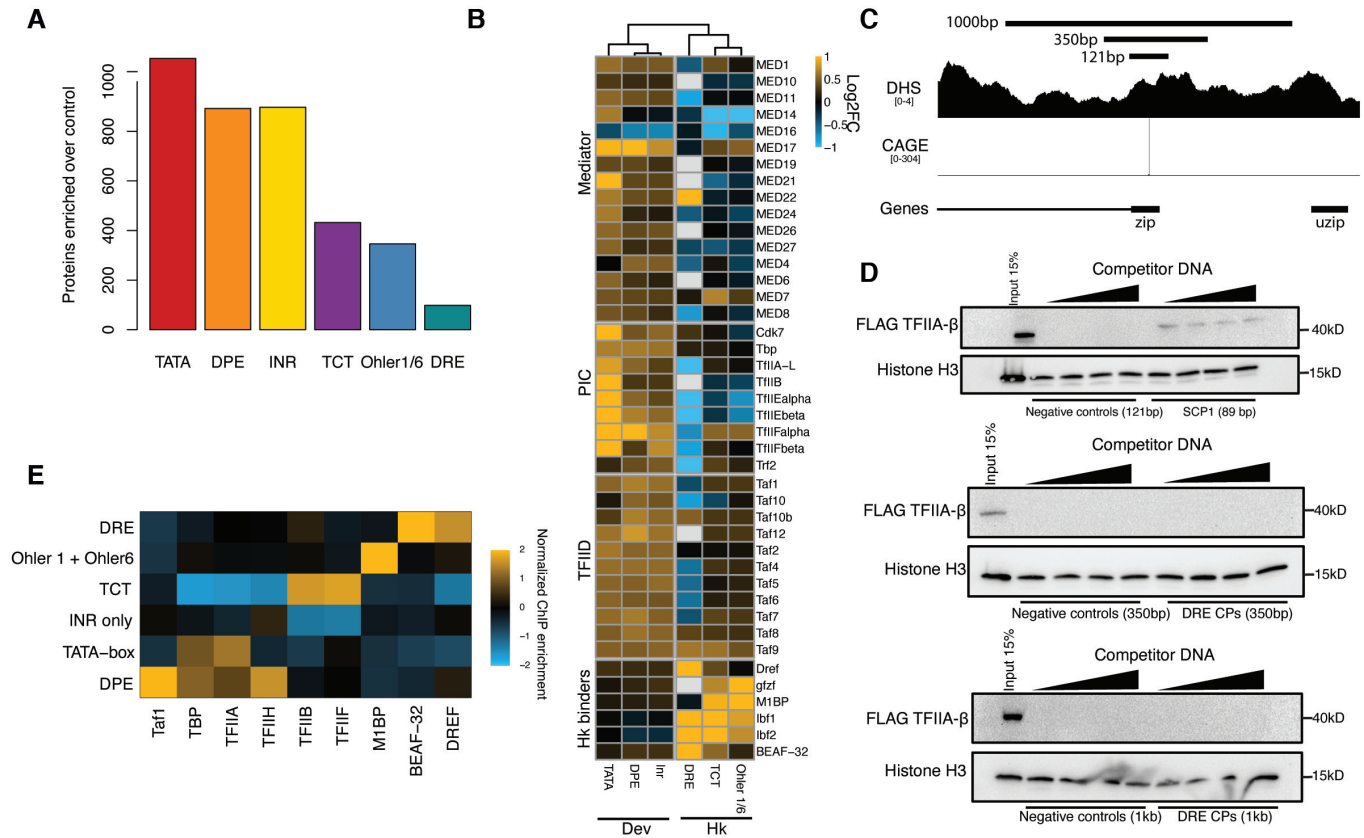 A
Proteins enriched over control
0
200
400
600
800
1000
TATA DPE INR TCT Ohler1/6 DRE
B
Log2FC
1
0.5
0
−0.5
−1
Mediator
MED1
MED10
MED11
MED14
MED16
MED17
MED19
MED21
MED22
MED24
MED26
MED27
MED4
MED6
MED7
MED8
PIC
Cdk7
Tbp
TfIIA-L
TfIIB
TfIIEalpha
TfIIEbeta
TfIIFalpha
TfIIFbeta
Trf2
TFIID
Taf1
Taf10
Taf10b
Taf12
Taf2
Taf4
Taf5
Taf6
Taf7
Taf8
Taf9
Hk binders
Dref
gfzf
M1BP
Ibf1
Ibf2
BEAF-32
TATA DPE Inr DRE TCT Ohler 1/6
Dev Hk
C
1000bp
350bp
121bp
DHS
[0-4]
CAGE
[0-304]
Genes
zip
uzip
D
Input 15%
Competitor DNA
FLAG TFIIA-β
40kD
Histone H3
15kD
Negative controls (121bp) SCP1 (89 bp)
Input 15%
Competitor DNA
FLAG TFIIA-β
40kD
Histone H3
15kD
Negative controls (350bp) DRE CPs (350bp)
Input 15%
Competitor DNA
FLAG TFIIA-β
40kD
Histone H3
15kD
Negative controls (1kb) DRE CPs (1kb)
E
DRE
Ohler 1 + Ohler6
TCT
INR only
TATA−box
DPE
Taf1 TBP TFIIA TFIIH TFIIB TFIIF M1BP BEAF-32 DREF
2
1
0
−1
−2
Normalized ChIP enrichment